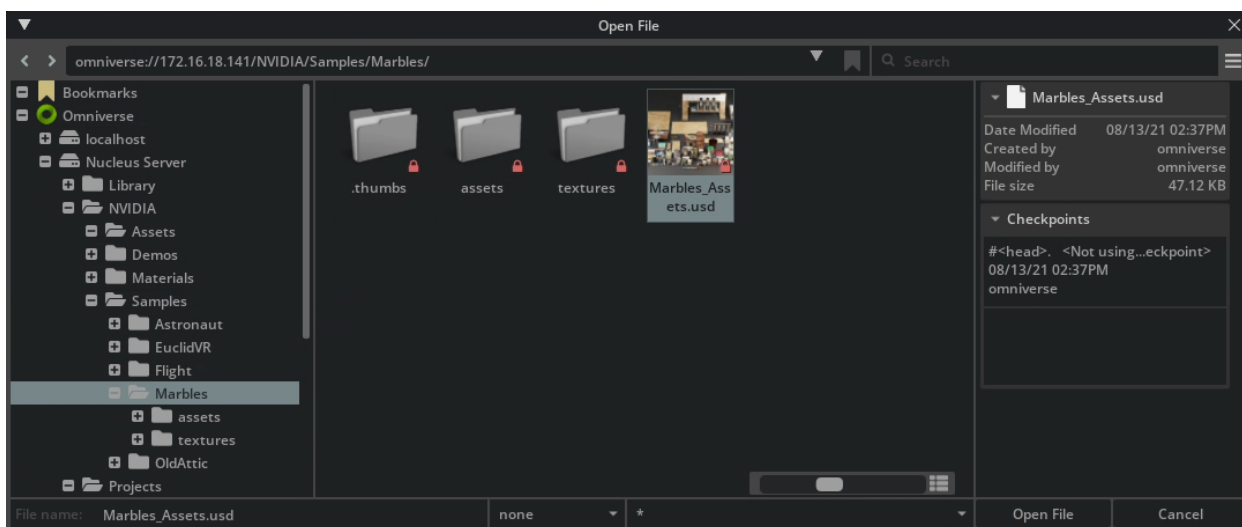 Open File
omniverse://172.16.18.141/NVIDIA/Samples/Marbles/
Search
Bookmarks
Omniverse
localhost
Nucleus Server
Library
NVIDIA
Assets
Demos
Materials
Samples
Astronaut
EuclidVR
Flight
Marbles
assets
textures
OldAttic
Projects
.thumbs
assets
textures
Marbles_Ass
ets.usd
Marbles_Assets.usd
Date Modified 08/13/21 02:37PM
Created by omniverse
Modified by omniverse
File size 47.12 KB
Checkpoints
#<head>. <Not using...eckpoint>
08/13/21 02:37PM
omniverse
File name: Marbles_Assets.usd none * Open File Cancel